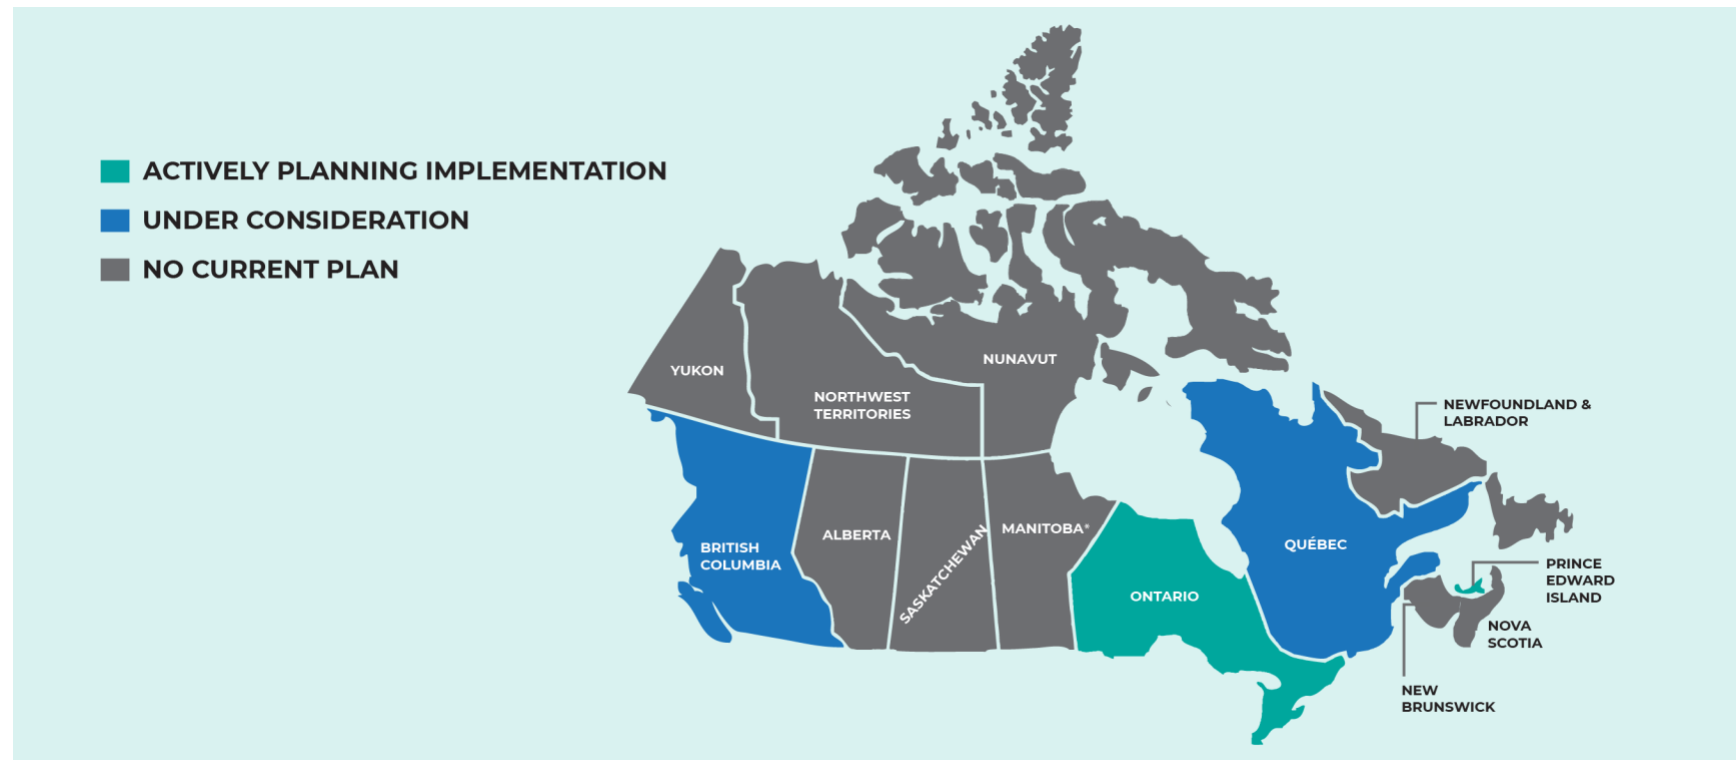 ACTIVELY PLANNING IMPLEMENTATION
UNDER CONSIDERATION
NO CURRENT PLAN
YUKON
NORTHWEST
TERRITORIES
NUNAVUT
BRITISH
COLUMBIA
ALBERTA
SASKATCHEWAN
MANITOBA*
ONTARIO
QUÉBEC
NEWFOUNDLAND &
LABRADOR
PRINCE
EDWARD
ISLAND
NOVA
SCOTIA
NEW
BRUNSWICK